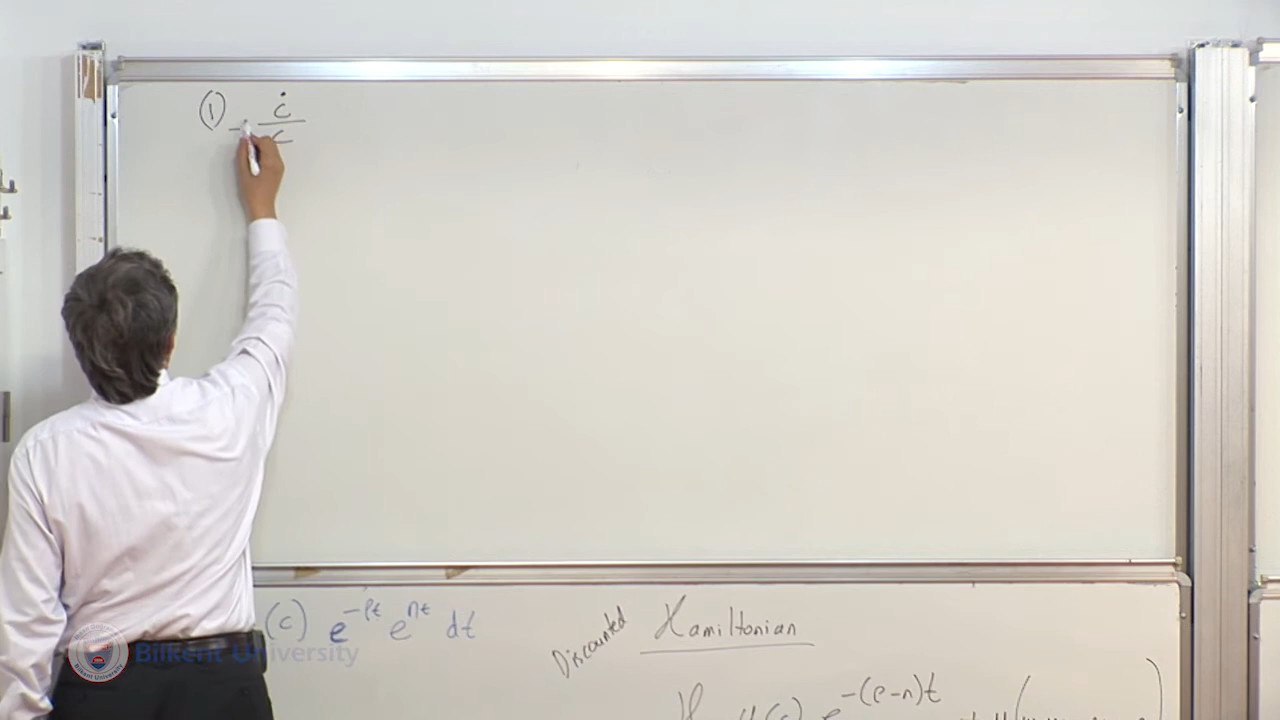 (1) - ċ/c
(c) e^{-ρt} e^{nt} dt
Discounted Hamiltonian
e^{-(ρ-n)t} (
Bilkent University